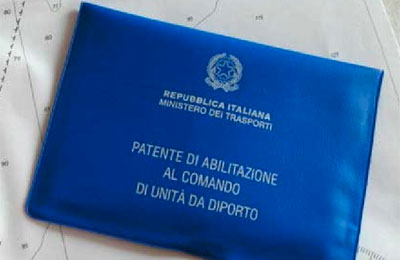 REPUBBLICA ITALIANA
MINISTERO DEI TRASPORTI
PATENTE DI ABILITAZIONE
AL COMANDO
DI UNITÀ DA DIPORTO